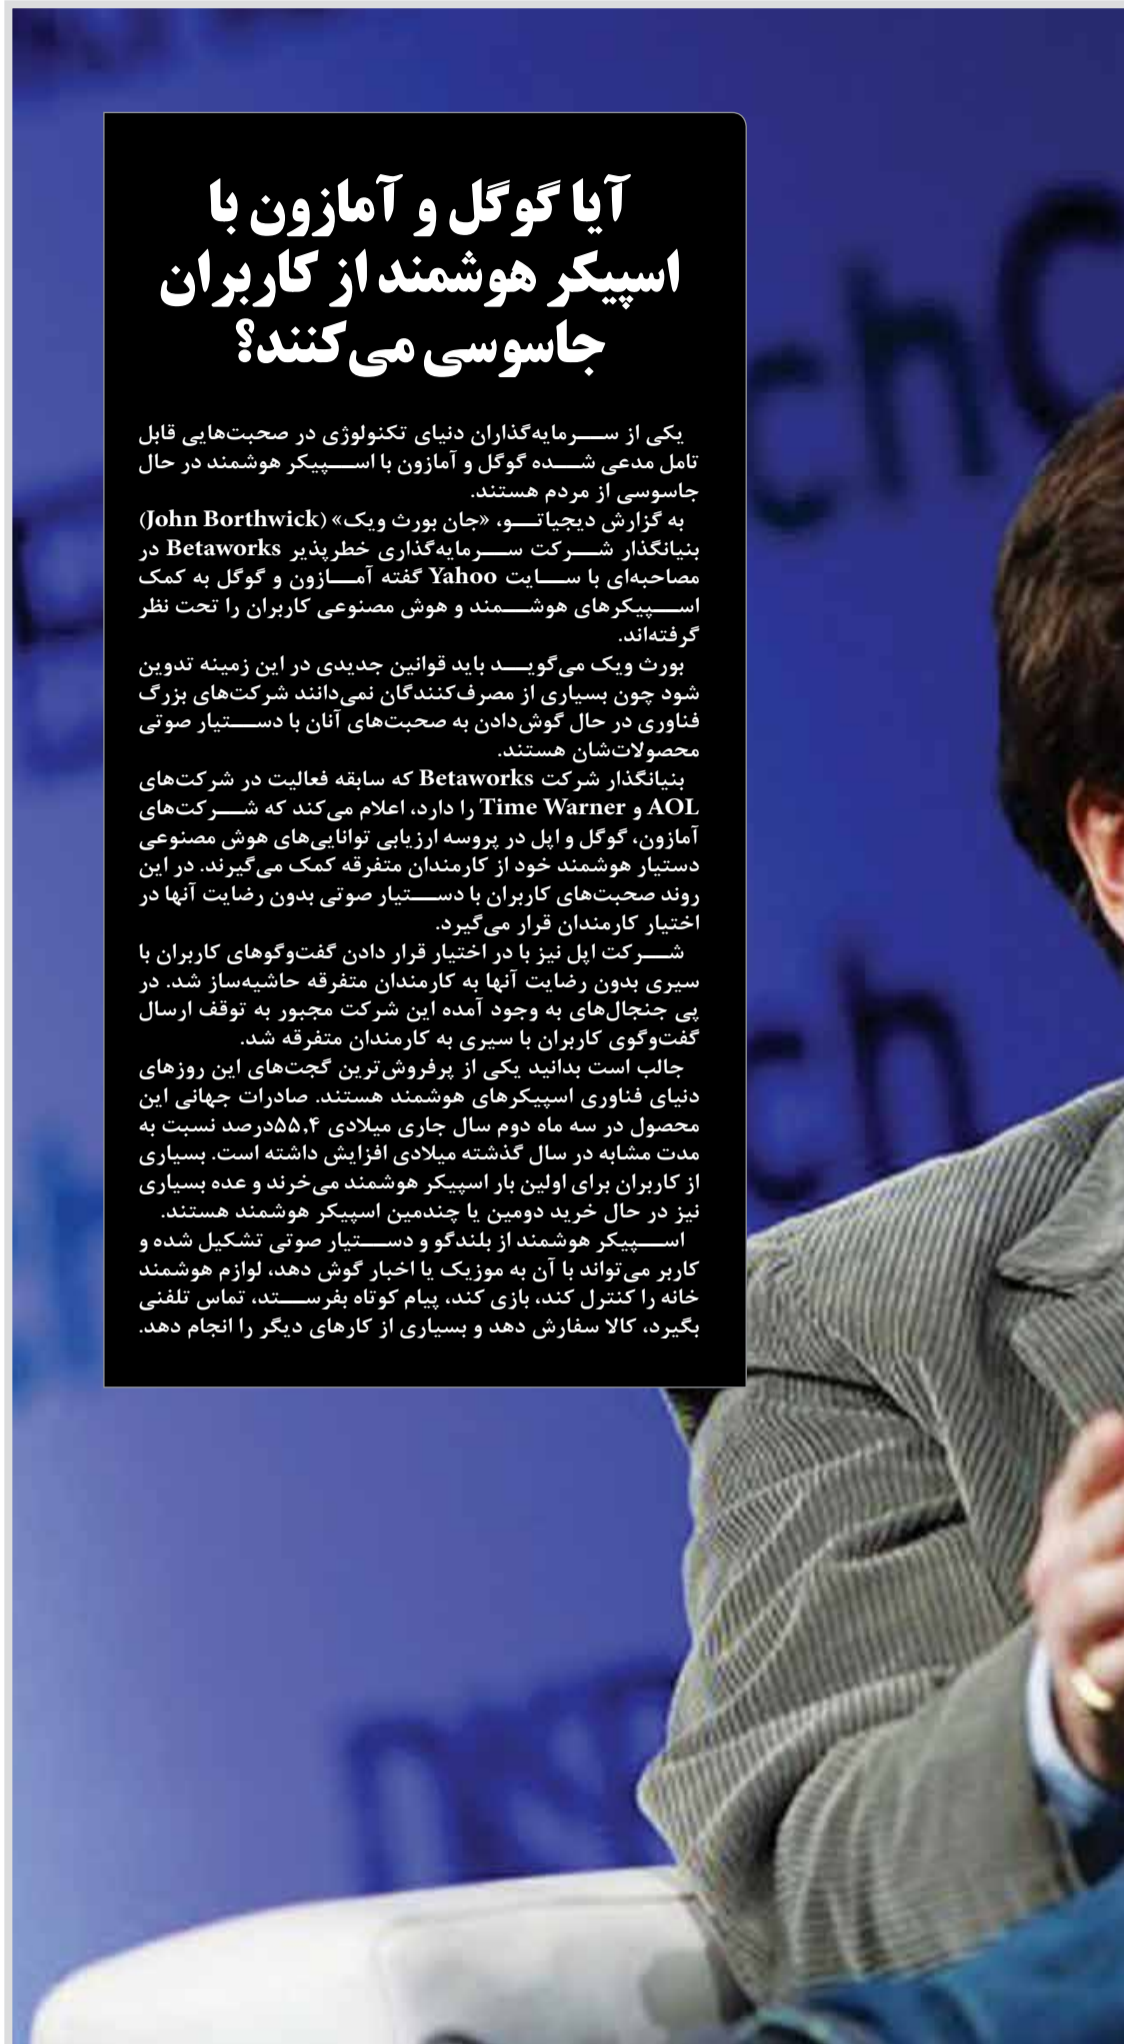 آیا گوگل و آمازون با
اسپیکر هوشمند از کاربران
جاسوسی می‌کنند؟
یکی از سرمایه‌گذاران دنیای تکنولوژی در صحبت‌هایی قابل
تامل مدعی شده گوگل و آمازون با اسپیکر هوشمند در حال
جاسوسی از مردم هستند.
به گزارش دیجیاتو، «جان بورث ویک» (John Borthwick)
بنیانگذار شرکت سرمایه‌گذاری خطرپذیر Betaworks در
مصاحبه‌ای با سایت Yahoo گفته آمازون و گوگل به کمک
اسپیکرهای هوشمند و هوش مصنوعی کاربران را تحت نظر
گرفته‌اند.
بورث ویک می‌گوید باید قوانین جدیدی در این زمینه تدوین
شود چون بسیاری از مصرف‌کنندگان نمی‌دانند شرکت‌های بزرگ
فناوری در حال گوش‌دادن به صحبت‌های آنان با دستیار صوتی
محصولات‌شان هستند.
بنیانگذار شرکت Betaworks که سابقه فعالیت در شرکت‌های
AOL و Time Warner را دارد، اعلام می‌کند که شرکت‌های
آمازون، گوگل و اپل در پروسه ارزیابی توانایی‌های هوش مصنوعی
دستیار هوشمند خود از کارمندان متفرقه کمک می‌گیرند. در این
روند صحبت‌های کاربران با دستیار صوتی بدون رضایت آنها در
اختیار کارمندان قرار می‌گیرد.
شرکت اپل نیز با در اختیار قرار دادن گفت‌وگوهای کاربران با
سیری بدون رضایت آنها به کارمندان متفرقه حاشیه‌ساز شد. در
پی جنجال‌های به وجود آمده این شرکت مجبور به توقف ارسال
گفت‌وگوی کاربران با سیری به کارمندان متفرقه شد.
جالب است بدانید یکی از پرفروش‌ترین گجت‌های این روزهای
دنیای فناوری اسپیکرهای هوشمند هستند. صادرات جهانی این
محصول در سه ماه دوم سال جاری میلادی ۵۵,۴درصد نسبت به
مدت مشابه در سال گذشته میلادی افزایش داشته است. بسیاری
از کاربران برای اولین بار اسپیکر هوشمند می‌خرند و عده بسیاری
نیز در حال خرید دومین یا چندمین اسپیکر هوشمند هستند.
اسپیکر هوشمند از بلندگو و دستیار صوتی تشکیل شده و
کاربر می‌تواند با آن به موزیک یا اخبار گوش دهد، لوازم هوشمند
خانه را کنترل کند، بازی کند، پیام کوتاه بفرستد، تماس تلفنی
بگیرد، کالا سفارش دهد و بسیاری از کارهای دیگر را انجام دهد.
chC
ch